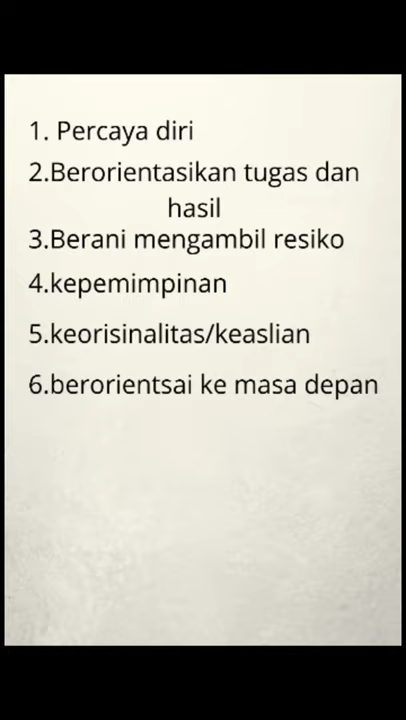 1. Percaya diri
2.Berorientasikan tugas dan
hasil
3.Berani mengambil resiko
4.kepemimpinan
5.keorisinalitas/keaslian
6.berorientsai ke masa depan